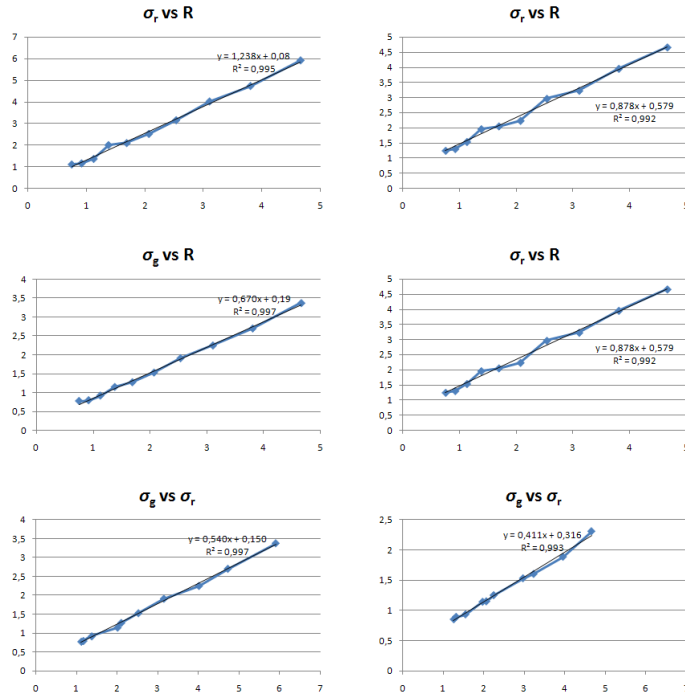 σr vs R
7
6
5
4
3
2
1
0
y = 1,238x + 0,08
R² = 0,995
0 1 2 3 4 5
σr vs R
5
4,5
4
3,5
3
2,5
2
1,5
1
0,5
0
y = 0,878x + 0,579
R² = 0,992
0 1 2 3 4 5
σg vs R
4
3,5
3
2,5
2
1,5
1
0,5
0
y = 0,670x + 0,19
R² = 0,997
0 1 2 3 4 5
σr vs R
5
4,5
4
3,5
3
2,5
2
1,5
1
0,5
0
y = 0,878x + 0,579
R² = 0,992
0 1 2 3 4 5
σg vs σr
4
3,5
3
2,5
2
1,5
1
0,5
0
y = 0,540x + 0,150
R² = 0,997
0 1 2 3 4 5 6 7
σg vs σr
2,5
2
1,5
1
0,5
0
y = 0,411x + 0,316
R² = 0,993
0 1 2 3 4 5 6 7